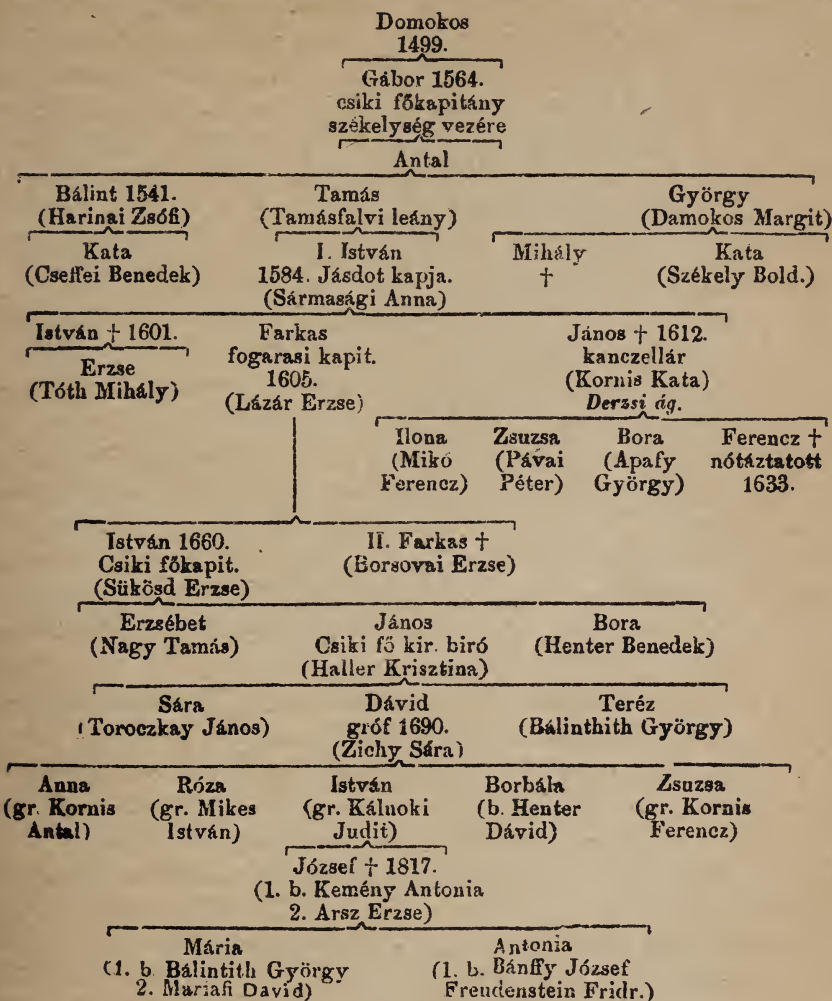 Domokos
1499.
Gábor 1564.
csiki főkapitány
székelység vezére
Antal
Bálint 1541. Tamás György
(Harinai Zsófi) (Tamásfalvi leány) (Damokos Margit)
Kata I. István Mihály Kata
(Cseffei Benedek) 1584. Jásdot kapja. † (Székely Bold.)
(Sármasági Anna)
István † 1601. Farkas János † 1612.
Erzse fogarasi kapit. kanczellár
(Tóth Mihály) 1605. (Kornis Kata)
(Lázár Erzse) Derzsi ág.
Ilona Zsuzsa Bora Ferencz †
(Mikó (Pávai (Apafy nótáztatott
Ferencz) Péter) György) 1633.
István 1660. II. Farkas †
Csiki főkapit. (Borsovai Erzse)
(Sükösd Erzse)
Erzsébet János Bora
(Nagy Tamás) Csiki fő kir. biró (Henter Benedek)
(Haller Krisztina)
Sára Dávid Teréz
(Toroczkay János) gróf 1690. (Bálinthith György)
(Zichy Sára)
Anna Róza István Borbála Zsuzsa
(gr. Kornis (gr. Mikes (gr. Kálnoki (b. Henter (gr. Kornis
Antal) István) Judit) Dávid) Ferencz)
József † 1817.
(1. b. Kemény Antonia
2. Arsz Erzse)
Mária Antonia
(1. b. Bálintith György (1. b. Bánffy József
2. Mariafi David) Freudenstein Fridr.)